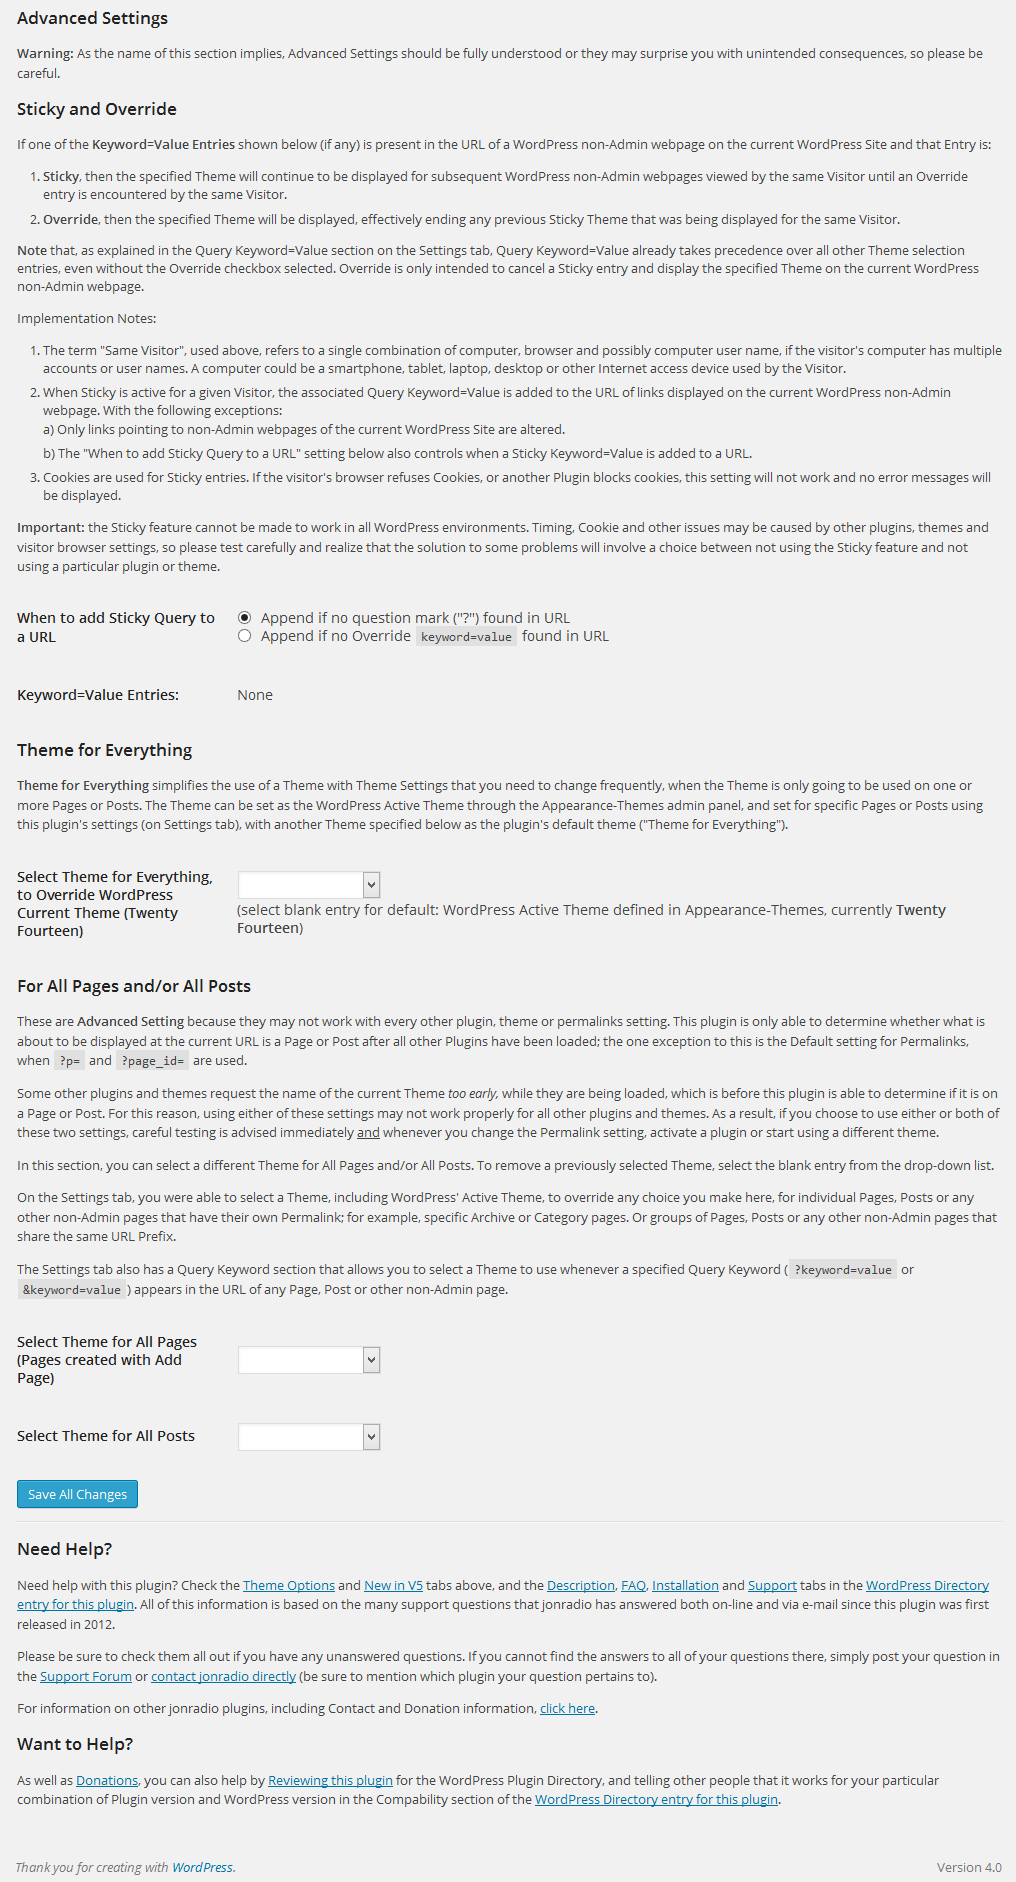 Advanced Settings
Warning: As the name of this section implies, Advanced Settings should be fully understood or they may surprise you with unintended consequences, so please be
careful.
Sticky and Override
If one of the Keyword=Value Entries shown below (if any) is present in the URL of a WordPress non-Admin webpage on the current WordPress Site and that Entry is:
1. Sticky, then the specified Theme will continue to be displayed for subsequent WordPress non-Admin webpages viewed by the same Visitor until an Override
entry is encountered by the same Visitor.
2. Override, then the specified Theme will be displayed, effectively ending any previous Sticky Theme that was being displayed for the same Visitor.
Note that, as explained in the Query Keyword=Value section on the Settings tab, Query Keyword=Value already takes precedence over all other Theme selection
entries, even without the Override checkbox selected. Override is only intended to cancel a Sticky entry and display the specified Theme on the current WordPress
non-Admin webpage.
Implementation Notes:
1. The term "Same Visitor", used above, refers to a single combination of computer, browser and possibly computer user name, if the visitor's computer has multiple
accounts or user names. A computer could be a smartphone, tablet, laptop, desktop or other Internet access device used by the Visitor.
2. When Sticky is active for a given Visitor, the associated Query Keyword=Value is added to the URL of links displayed on the current WordPress non-Admin
webpage. With the following exceptions:
a) Only links pointing to non-Admin webpages of the current WordPress Site are altered.
b) The "When to add Sticky Query to a URL" setting below also controls when a Sticky Keyword=Value is added to a URL.
3. Cookies are used for Sticky entries. If the visitor's browser refuses Cookies, or another Plugin blocks cookies, this setting will not work and no error messages will
be displayed.
Important: the Sticky feature cannot be made to work in all WordPress environments. Timing, Cookie and other issues may be caused by other plugins, themes and
visitor browser settings, so please test carefully and realize that the solution to some problems will involve a choice between not using the Sticky feature and not
using a particular plugin or theme.
When to add Sticky Query to
a URL
Append if no question mark ("?") found in URL
Append if no Override keyword=value found in URL
Keyword=Value Entries:
None
Theme for Everything
Theme for Everything simplifies the use of a Theme with Theme Settings that you need to change frequently, when the Theme is only going to be used on one or
more Pages or Posts. The Theme can be set as the WordPress Active Theme through the Appearance-Themes admin panel, and set for specific Pages or Posts using
this plugin's settings (on Settings tab), with another Theme specified below as the plugin's default theme ("Theme for Everything").
Select Theme for Everything,
to Override WordPress
Current Theme (Twenty
Fourteen)
(select blank entry for default: WordPress Active Theme defined in Appearance-Themes, currently Twenty
Fourteen)
For All Pages and/or All Posts
These are Advanced Setting because they may not work with every other plugin, theme or permalinks setting. This plugin is only able to determine whether what is
about to be displayed at the current URL is a Page or Post after all other Plugins have been loaded; the one exception to this is the Default setting for Permalinks,
when ?p= and ?page_id= are used.
Some other plugins and themes request the name of the current Theme too early, while they are being loaded, which is before this plugin is able to determine if it is on
a Page or Post. For this reason, using either of these settings may not work properly for all other plugins and themes. As a result, if you choose to use either or both of
these two settings, careful testing is advised immediately and whenever you change the Permalink setting, activate a plugin or start using a different theme.
In this section, you can select a different Theme for All Pages and/or All Posts. To remove a previously selected Theme, select the blank entry from the drop-down list.
On the Settings tab, you were able to select a Theme, including WordPress' Active Theme, to override any choice you make here, for individual Pages, Posts or any
other non-Admin pages that have their own Permalink; for example, specific Archive or Category pages. Or groups of Pages, Posts or any other non-Admin pages that
share the same URL Prefix.
The Settings tab also has a Query Keyword section that allows you to select a Theme to use whenever a specified Query Keyword ( ?keyword=value or
&keyword=value ) appears in the URL of any Page, Post or other non-Admin page.
Select Theme for All Pages
(Pages created with Add
Page)
Select Theme for All Posts
Save All Changes
Need Help?
Need help with this plugin? Check the Theme Options and New in V5 tabs above, and the Description, FAQ, Installation and Support tabs in the WordPress Directory
entry for this plugin. All of this information is based on the many support questions that jonradio has answered both on-line and via e-mail since this plugin was first
released in 2012.
Please be sure to check them all out if you have any unanswered questions. If you cannot find the answers to all of your questions there, simply post your question in
the Support Forum or contact jonradio directly (be sure to mention which plugin your question pertains to).
For information on other jonradio plugins, including Contact and Donation information, click here.
Want to Help?
As well as Donations, you can also help by Reviewing this plugin for the WordPress Plugin Directory, and telling other people that it works for your particular
combination of Plugin version and WordPress version in the Compability section of the WordPress Directory entry for this plugin.
Thank you for creating with WordPress.
Version 4.0